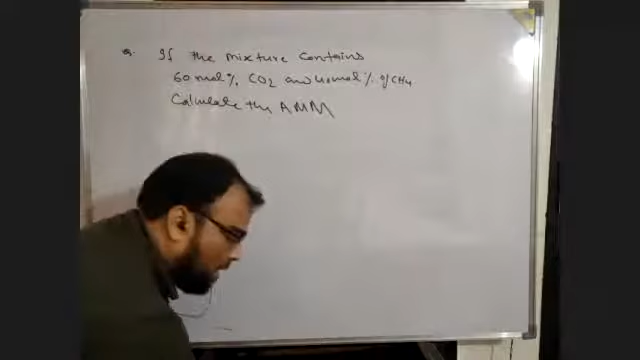 Q. If the mixture contains
60 mol% CO2 and 40 mol% of CH4
Calculate the AMM